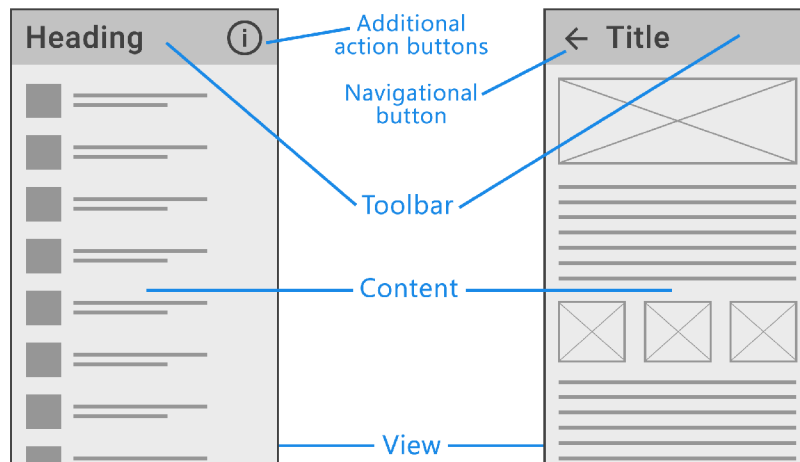 Heading
i
Additional
action buttons
Title
Navigational
button
Toolbar
Content
View